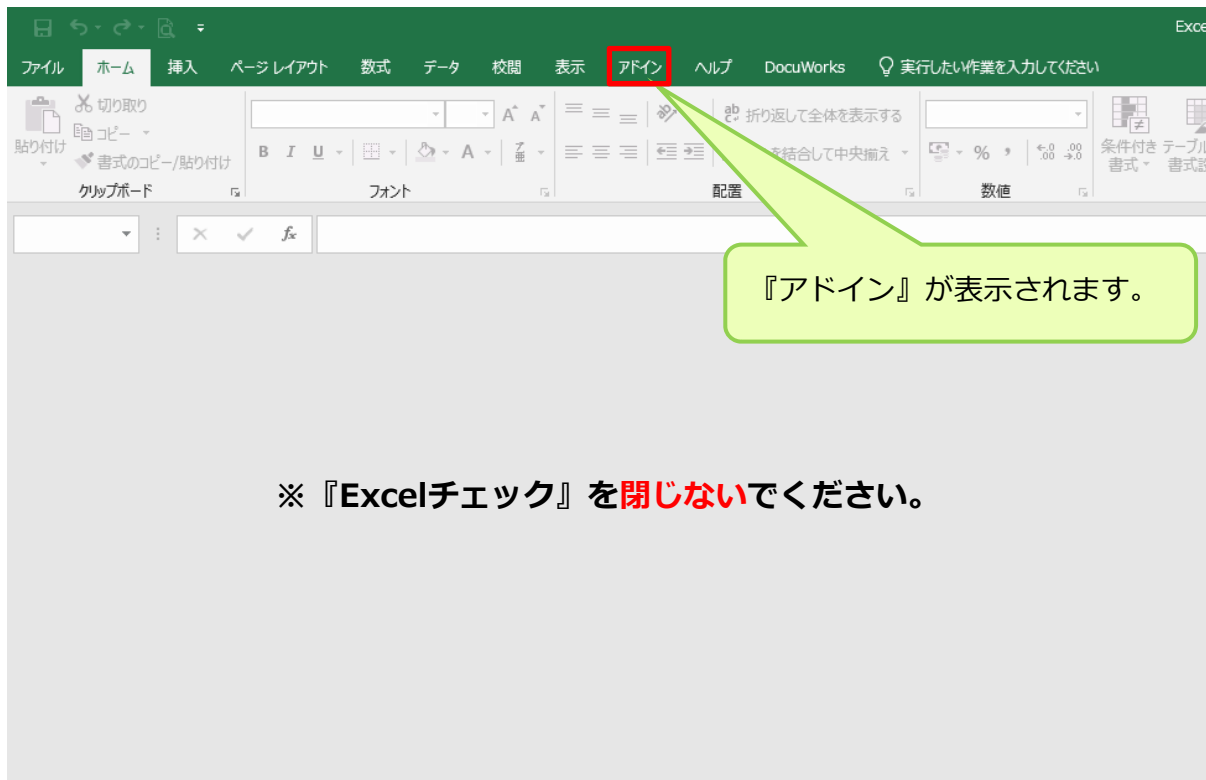 Exce
ファイル ホーム 挿入 ページ レイアウト 数式 データ 校閲 表示 アドイン ヘルプ DocuWorks 実行したい作業を入力してください
貼り付け
切り取り
コピー
書式のコピー/貼り付け
クリップボード
B I U
フォント
折り返して全体を表示する
を結合して中央揃え
配置
%
数値
条件付き
書式
テーブル
書式設
fx
『アドイン』が表示されます。
※『Excelチェック』を閉じないでください。